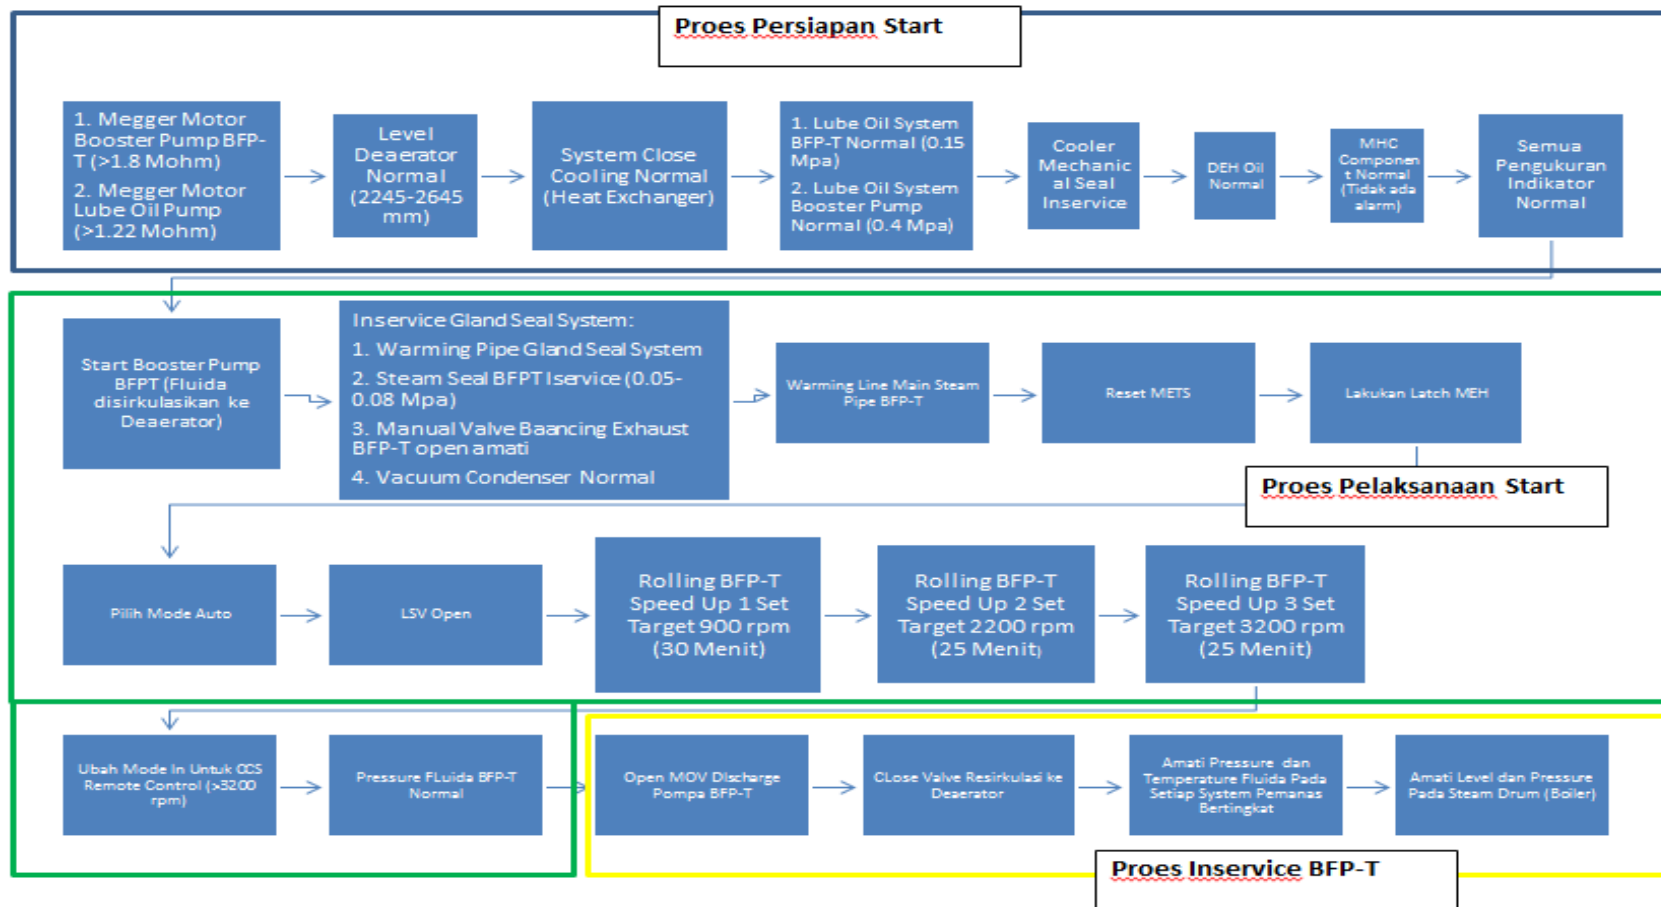 Proes Persiapan Start
1. Megger Motor
Booster Pump BFP-
T (>1.8 Mohm)
2. Megger Motor
Lube Oil Pump
(>1.22 Mohm)
Level
Deaerator
Normal
(2245-2645
mm)
System Close
Cooling Normal
(Heat Exchanger)
1. Lube Oil System
BFP-T Normal (0.15
Mpa)
2. Lube Oil System
Booster Pump
Normal (0.4 Mpa)
Cooler
Mechanic
al Seal
Inservice
DEH Oil
Normal
MHC
Componen
t Normal
(Tidak ada
alarm)
Semua
Pengukuran
Indikator
Normal
Start Booster Pump
BFPT (Fluida
disirkulasikan ke
Deaerator)
Inservice Gland Seal System:
1. Warming Pipe Gland Seal System
2. Steam Seal BFPT Iservice (0.05-
0.08 Mpa)
3. Manual Valve Baancing Exhaust
BFP-T open amati
4. Vacuum Condenser Normal
Warming Line Main Steam
Pipe BFP-T
Reset METS
Lakukan Latch MEH
Proes Pelaksanaan Start
Pilih Mode Auto
LSV Open
Rolling BFP-T
Speed Up 1 Set
Target 900 rpm
(30 Menit)
Rolling BFP-T
Speed Up 2 Set
Target 2200 rpm
(25 Menit)
Rolling BFP-T
Speed Up 3 Set
Target 3200 rpm
(25 Menit)
Ubah Mode In Untuk CCS
Remote Control (>3200
rpm)
Pressure FLuida BFP-T
Normal
Open MOV Discharge
Pompa BFP-T
CLose Valve Resirkulasi ke
Deaerator
Amati Pressure dan
Temperature Fluida Pada
Setiap System Pemanas
Bertingkat
Amati Level dan Pressure
Pada Steam Drum (Boiler)
Proes Inservice BFP-T